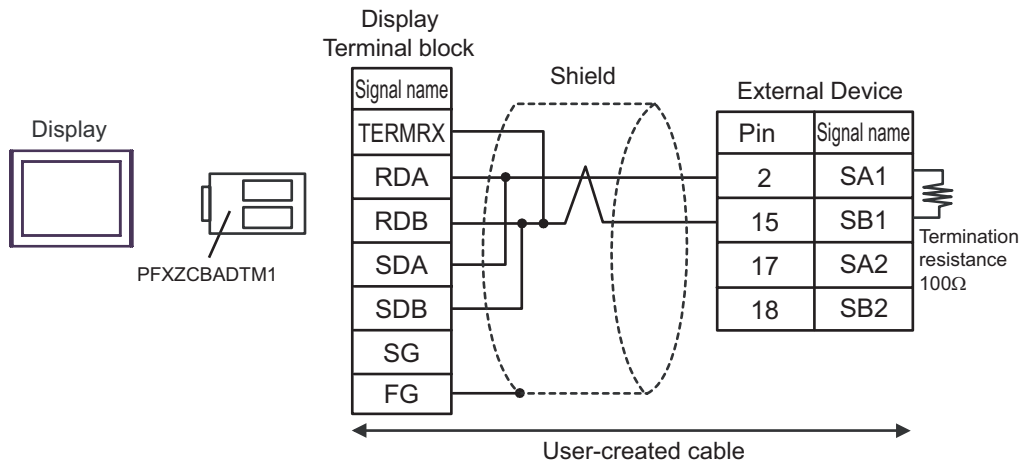 Display
Terminal block
Signal name
TERMRX
RDA
RDB
SDA
SDB
SG
FG
Shield
External Device
Pin Signal name
2 SA1
15 SB1
17 SA2
18 SB2
Termination
resistance
100Ω
Display
PFXZCBADTM1
User-created cable